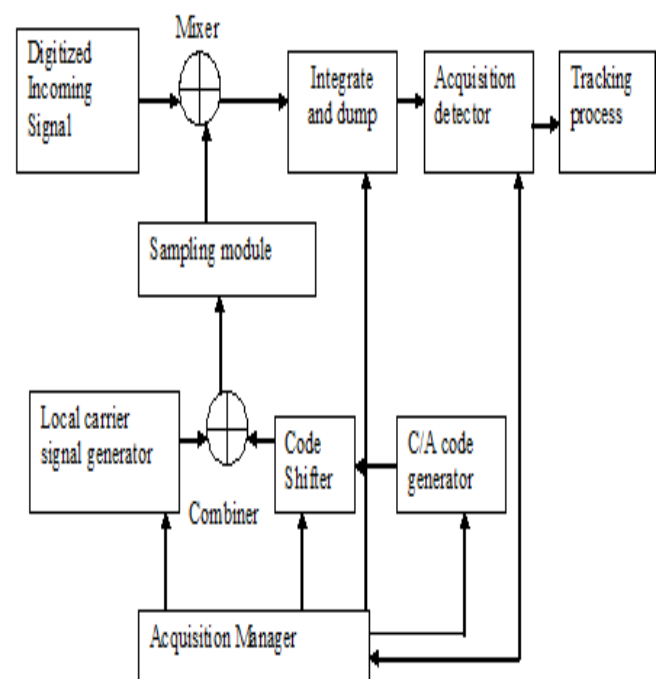 Mixer
Digitized
Incoming
Signal
Integrate
and dump
Acquisition
detector
Tracking
process
Sampling module
Local carrier
signal generator
Combiner
Code
Shifter
C/A code
generator
Acquisition Manager